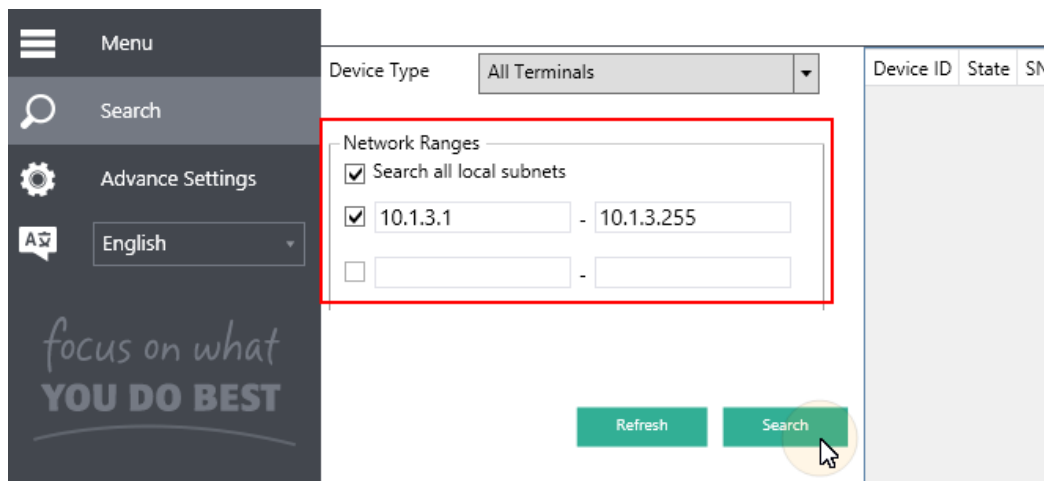 Menu
Search
Advance Settings
English
focus on what
YOU DO BEST
Device Type All Terminals
Network Ranges
Search all local subnets
10.1.3.1 - 10.1.3.255
-
Refresh Search
Device ID State